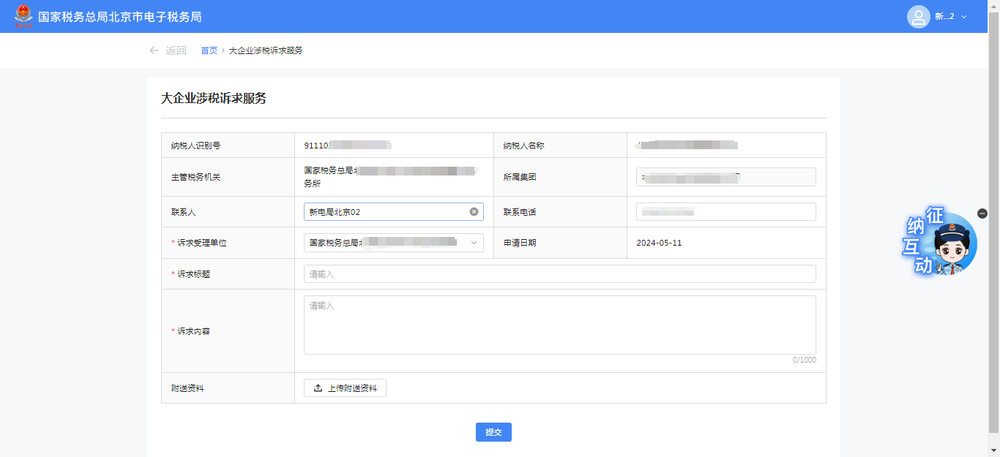 国家税务总局北京市电子税务局
新...2
返回 首页 大企业涉税诉求服务
大企业涉税诉求服务
纳税人识别号 91110 纳税人名称
主管税务机关 国家税务总局 务所 所属集团
联系人 新电局北京02 联系电话
* 诉求受理单位 国家税务总局 申请日期 2024-05-11
* 诉求标题 请输入
* 诉求内容 请输入
0/1000
附送资料 上传附送资料
提交
征纳互动